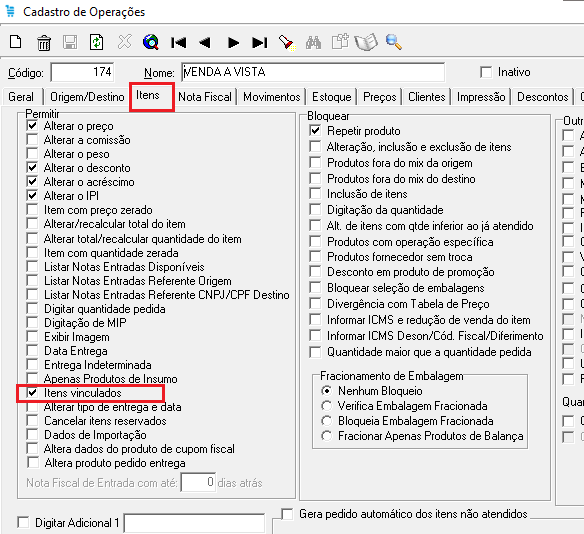 Cadastro de Operações
Código: 174 Nome: VENDA A VISTA Inativo
Geral Origem/Destino Itens Nota Fiscal Movimentos Estoque Preços Clientes Impressão Descontos
Permitir
Alterar o preço
Alterar a comissão
Alterar o peso
Alterar o desconto
Alterar o acréscimo
Alterar o IPI
Item com preço zerado
Alterar/recalcular total do item
Alterar total/recalcular quantidade do item
Item com quantidade zerada
Listar Notas Entradas Disponíveis
Listar Notas Entradas Referente Origem
Listar Notas Entradas Referente CNPJ/CPF Destino
Digitar quantidade pedida
Digitação de MIP
Exibir Imagem
Data Entrega
Entrega Indeterminada
Apenas Produtos de Insumo
Itens vinculados
Alterar tipo de entrega e data
Cancelar itens reservados
Dados de Importação
Altera dados do produto de cupom fiscal
Altera produto pedido entrega
Nota Fiscal de Entrada com até: 0 dias atrás
Digitar Adicional 1
Bloquear
Repetir produto
Alteração, inclusão e exclusão de itens
Produtos fora do mix da origem
Produtos fora do mix do destino
Inclusão de itens
Digitação da quantidade
Alt. de itens com qtde inferior ao já atendido
Produtos com operação específica
Produtos fornecedor sem troca
Desconto em produto de promoção
Bloquear seleção de embalagens
Divergência com Tabela de Preço
Informar ICMS e redução de venda do item
Informar ICMS Deson/Cód. Fiscal/Diferimento
Quantidade maior que a quantidade pedida
Fracionamento de Embalagem
Nenhum Bloqueio
Verifica Embalagem Fracionada
Bloqueia Embalagem Fracionada
Fracionar Apenas Produtos de Balança
Gera pedido automático dos itens não atendidos
Outr
Quan